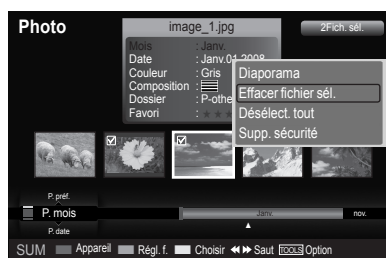 Photo
image_1.jpg
2Fich. sél.
Mois : Janv.
Date : Janv.01.2008
Couleur : Gris
Composition :
Dossier : P-othe
Favori : ★★★
Diaporama
Effacer fichier sél.
Désélect. tout
Supp. sécurité
P. préf.
P. mois
Janv.
nov.
P. date
SUM Appareil Régl. f. Choisir Saut TOOLS Option